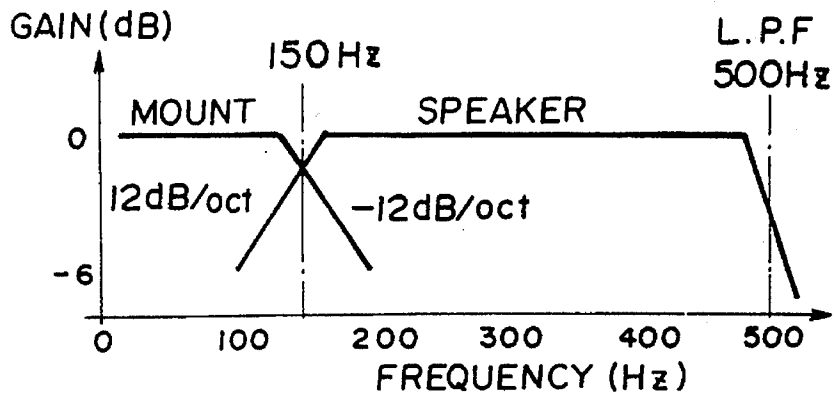 GAIN(dB)
150Hz
L.P.F
500Hz
MOUNT
SPEAKER
0
12dB/oct
-12dB/oct
-6
0 100 200 300 400 500
FREQUENCY (Hz)